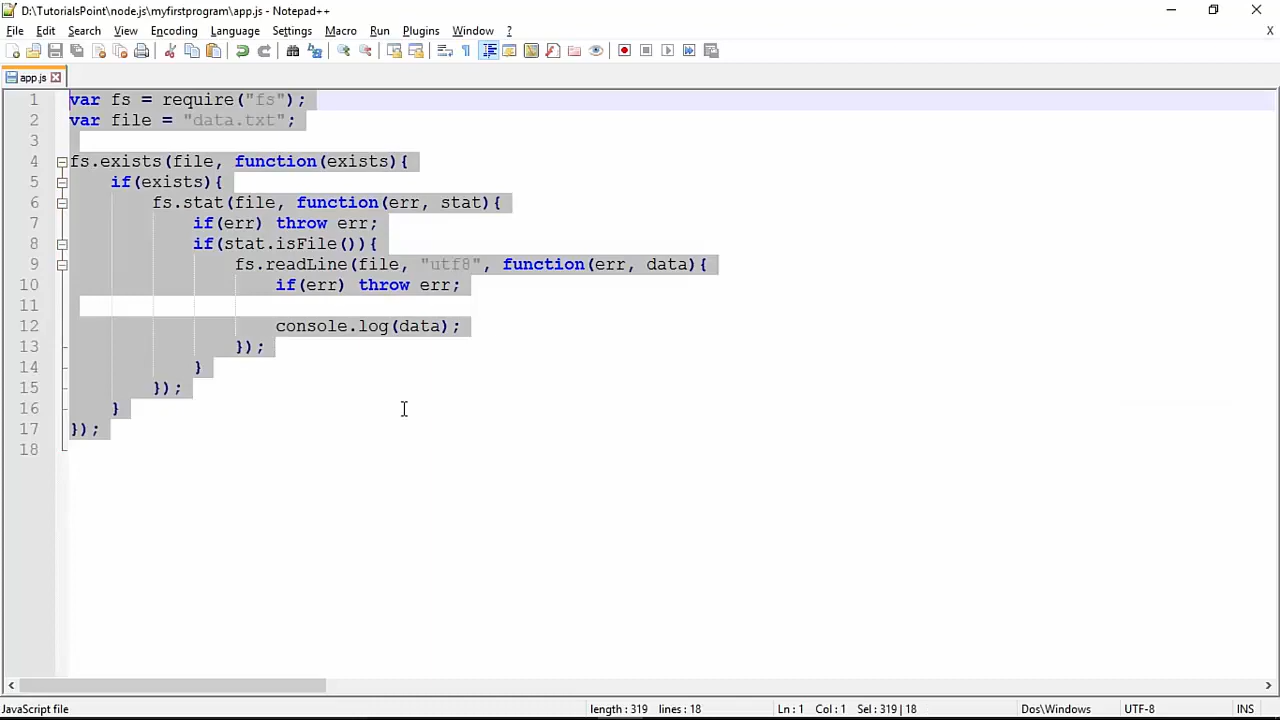 D:\TutorialsPoint\node.js\myfirstprogram\app.js - Notepad++
File Edit Search View Encoding Language Settings Macro Run Plugins Window ? X
app.js
1 var fs = require("fs");
2 var file = "data.txt";
3
4 fs.exists(file, function(exists){
5     if(exists){
6         fs.stat(file, function(err, stat){
7             if(err) throw err;
8             if(stat.isFile()){
9                 fs.readLine(file, "utf8", function(err, data){
10                     if(err) throw err;
11
12                     console.log(data);
13                 });
14             }
15         });
16     }
17 });
18
JavaScript file length : 319 lines : 18 Ln : 1 Col : 1 Sel : 319 | 18 Dos\Windows UTF-8 INS